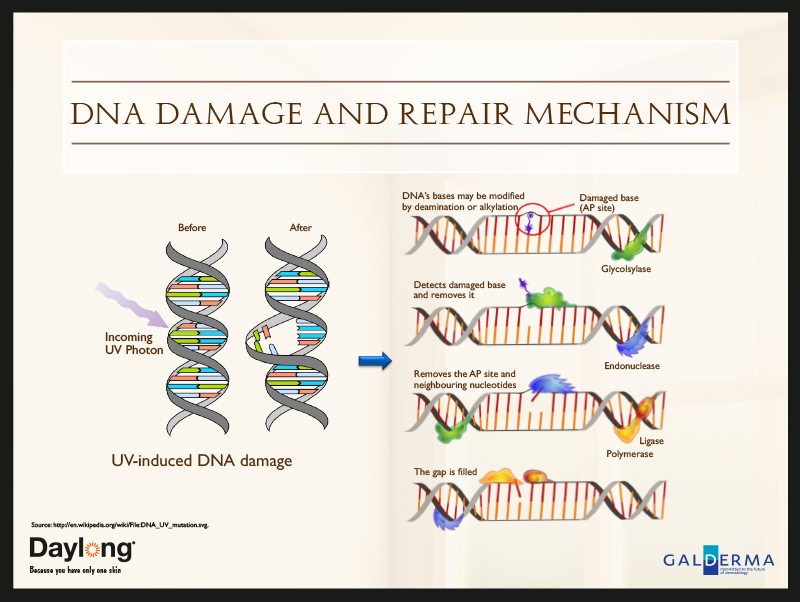 DNA DAMAGE AND REPAIR MECHANISM
Before
After
Incoming
UV Photon
UV-induced DNA damage
DNA's bases may be modified
by deamination or alkylation
Damaged base
(AP site)
Glycolsylase
Detects damaged base
and removes it
Endonuclease
Removes the AP site and
neighbouring nucleotides
Ligase
Polymerase
The gap is filled
Source: http://en.wikipedia.org/wiki/File:DNA_UV_mutation.svg.
Daylong
Because you have only one skin
GALDERMA
Committed to the future
of dermatology